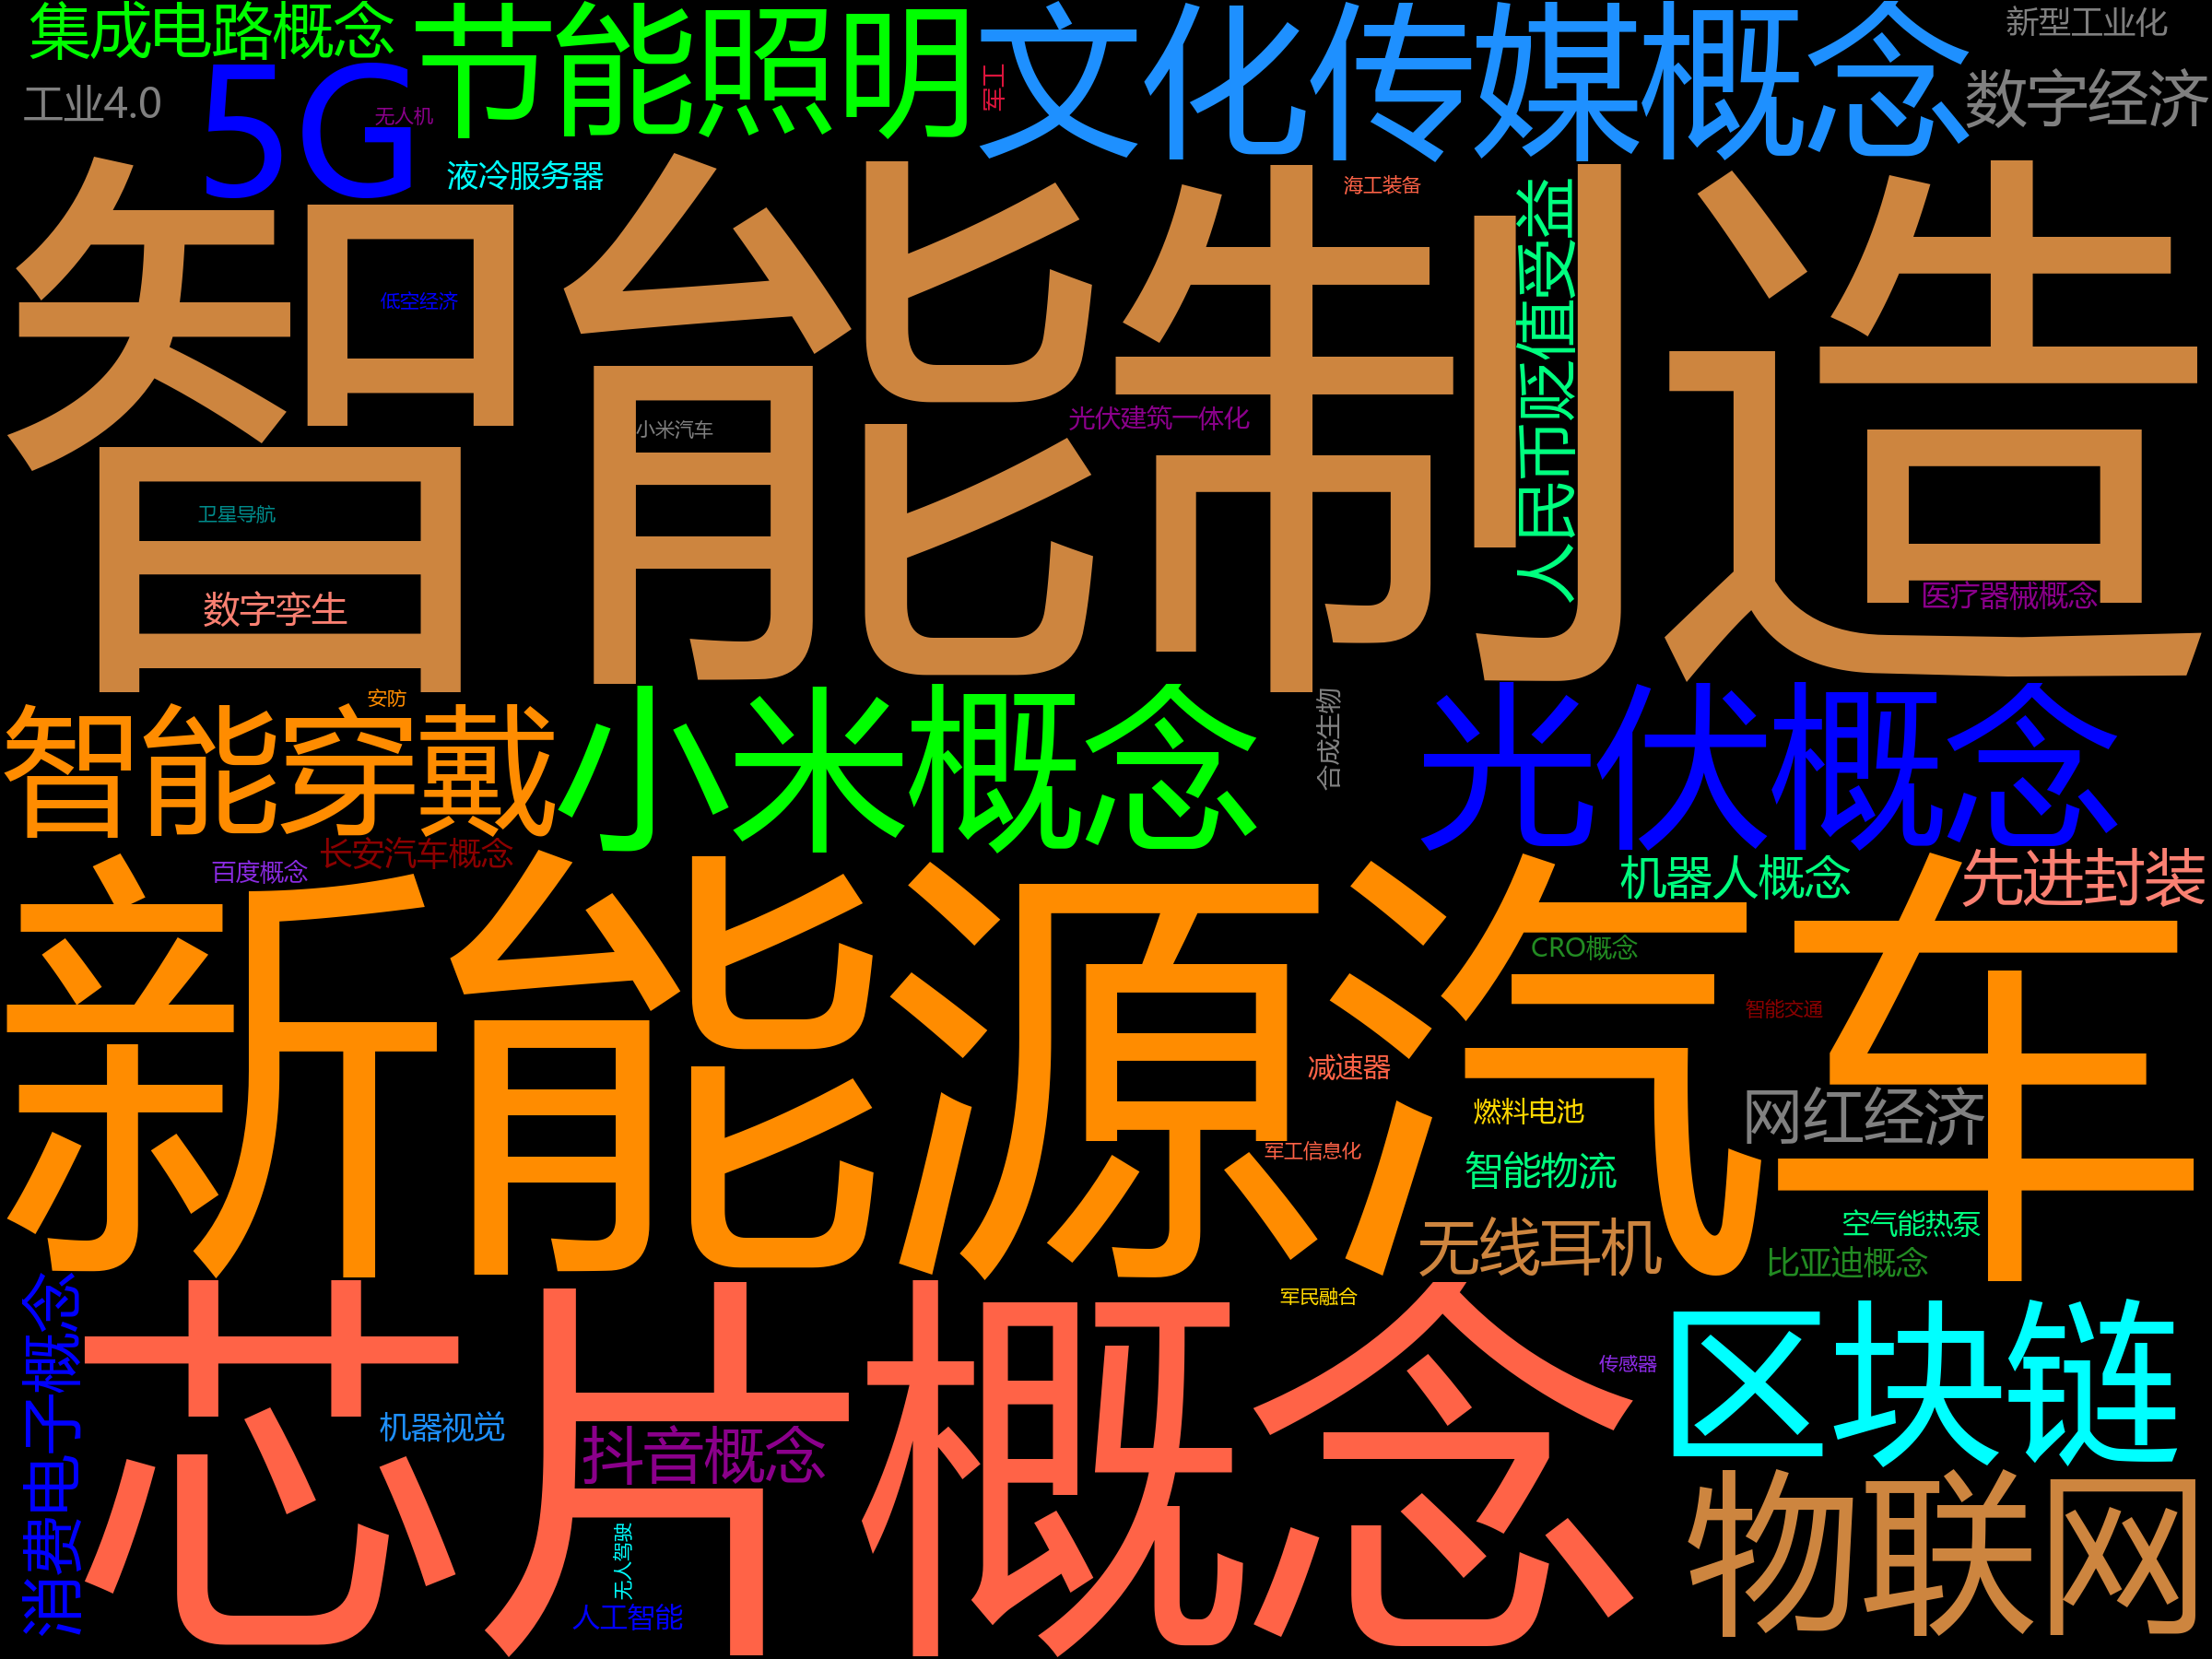 集成电路概念
节能照明
文化传媒概念
新型工业化
工业4.0
5G
无人机
军工
数字经济
液冷服务器
海工装备
智能制造
人民币贬值受益
低空经济
小米汽车
光伏建筑一体化
卫星导航
数字孪生
医疗器械概念
安防
智能穿戴
小米概念
合成生物
光伏概念
长安汽车概念
百度概念
机器人概念
先进封装
新能源汽车
CRO概念
智能交通
减速器
燃料电池
网红经济
军工信息化
智能物流
无线耳机
空气能热泵
比亚迪概念
消费电子概念
芯片概念
军民融合
传感器
区块链
机器视觉
抖音概念
物联网
无人驾驶
人工智能